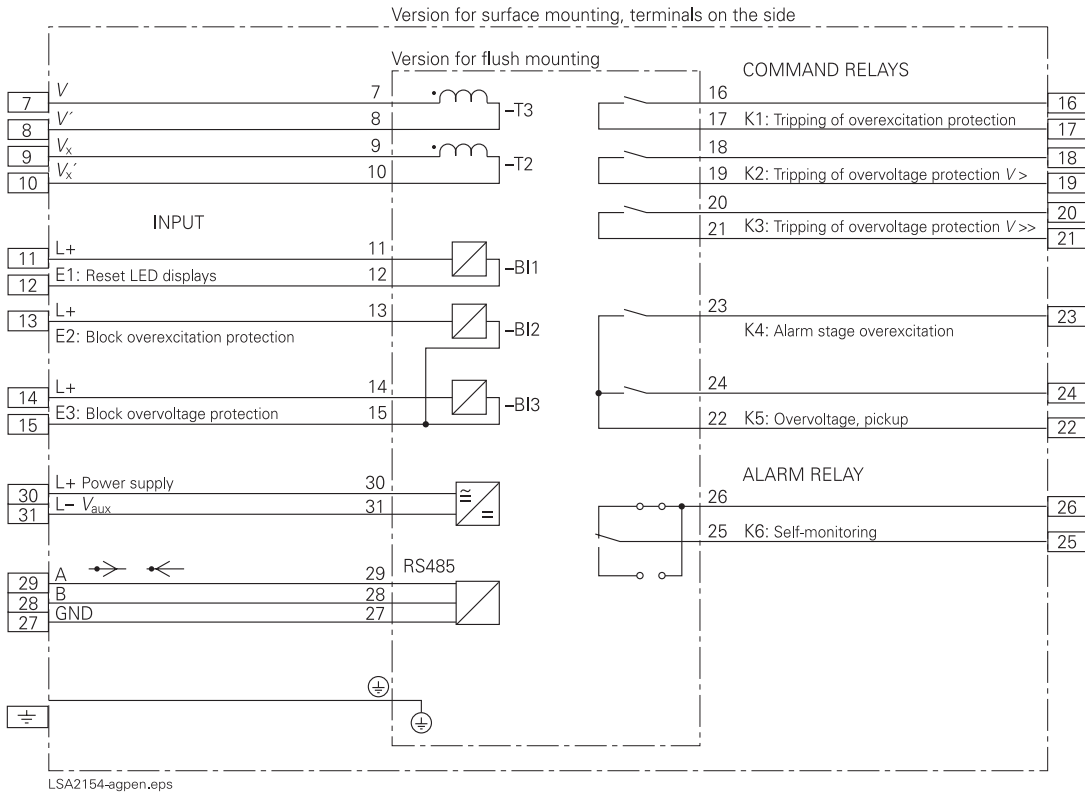 Version for surface mounting, terminals on the side
Version for flush mounting
COMMAND RELAYS
7 V 7 –T3 16 16
8 V´ 8 17 K1: Tripping of overexcitation protection 17
9 Vx 9 –T2 18 18
10 Vx´ 10 19 K2: Tripping of overvoltage protection V > 19
20 20
INPUT 21 K3: Tripping of overvoltage protection V >> 21
11 L+ 11 –BI1
12 E1: Reset LED displays 12
13 L+ 13 –BI2 23 23
E2: Block overexcitation protection K4: Alarm stage overexcitation
14 L+ 14 –BI3 24 24
15 E3: Block overvoltage protection 15 22 K5: Overvoltage, pickup 22
ALARM RELAY
30 L+ Power supply 30 26 26
31 L– Vaux 31 25 K6: Self-monitoring 25
RS485
29 A 29
28 B 28
27 GND 27
LSA2154-agpen.eps